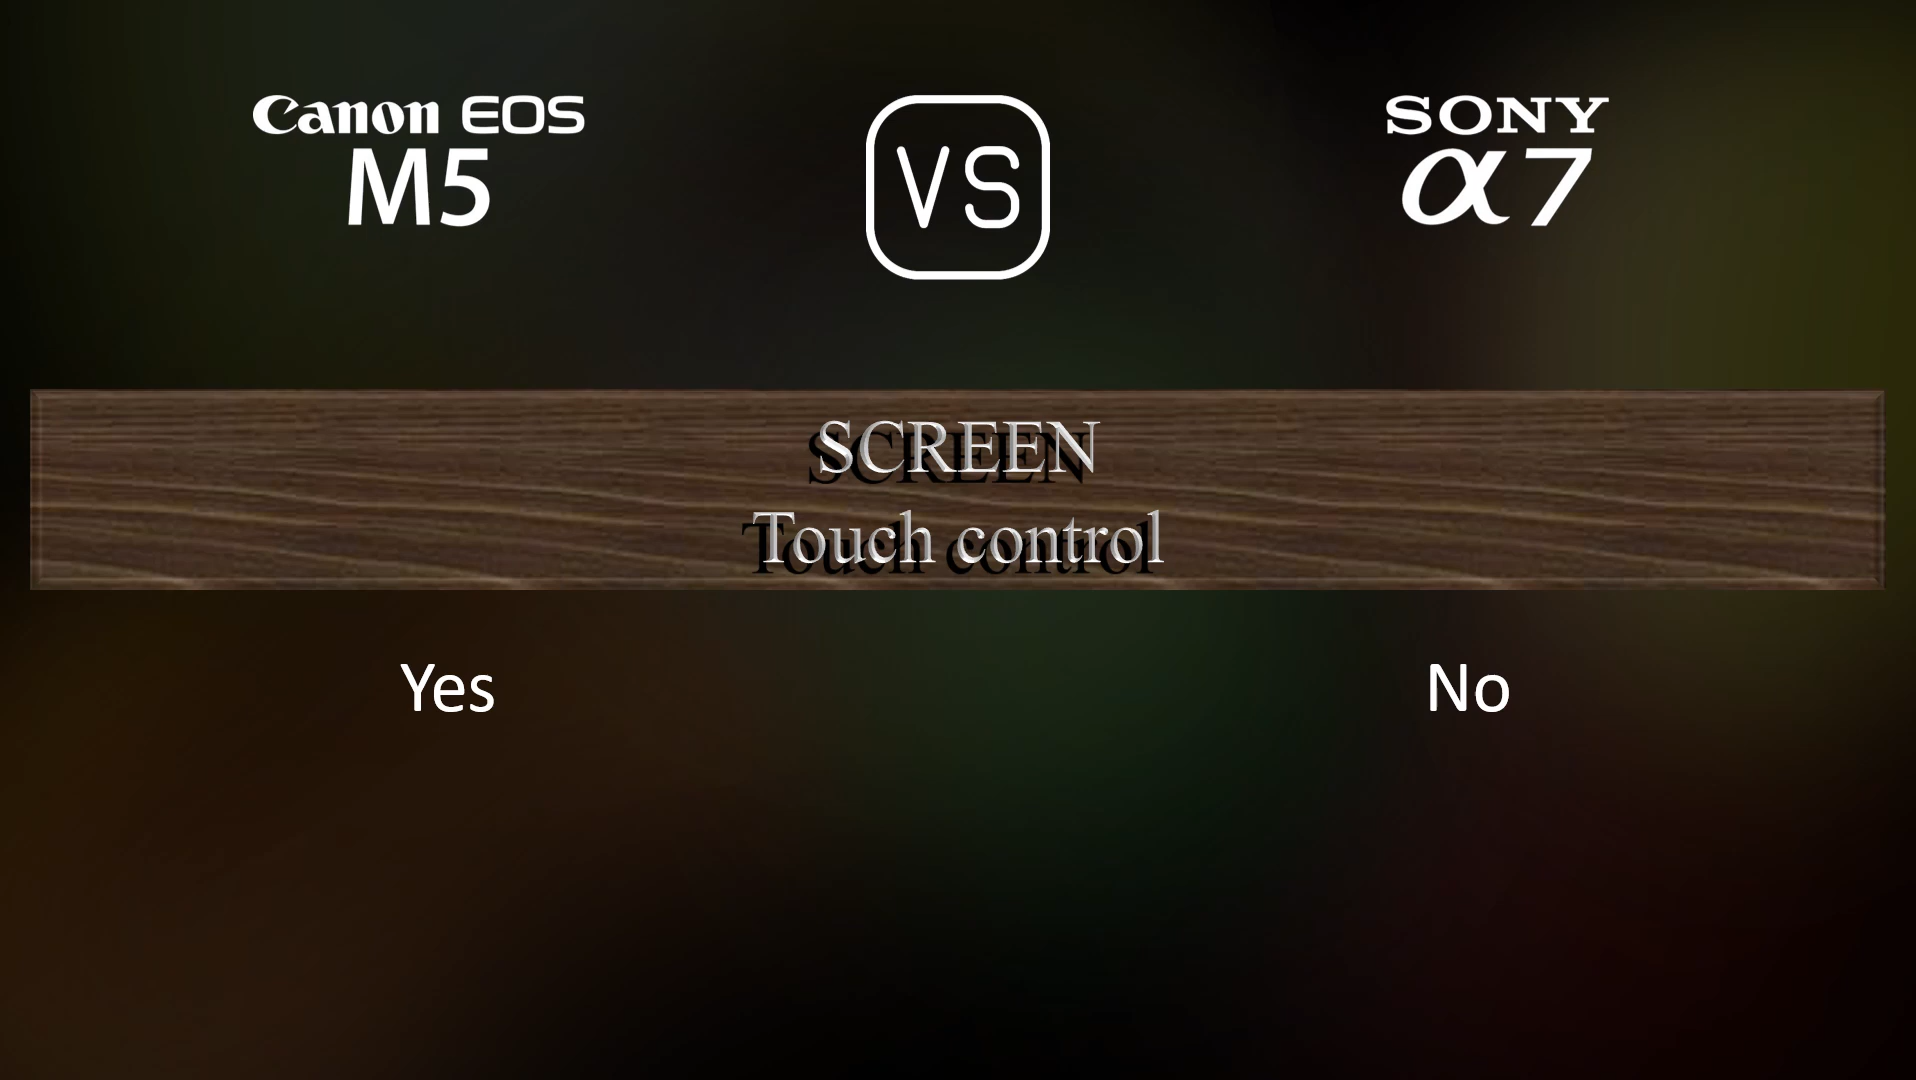 Canon EOS
M5
VS
SONY
α7
SCREEN
Touch control
Yes
No